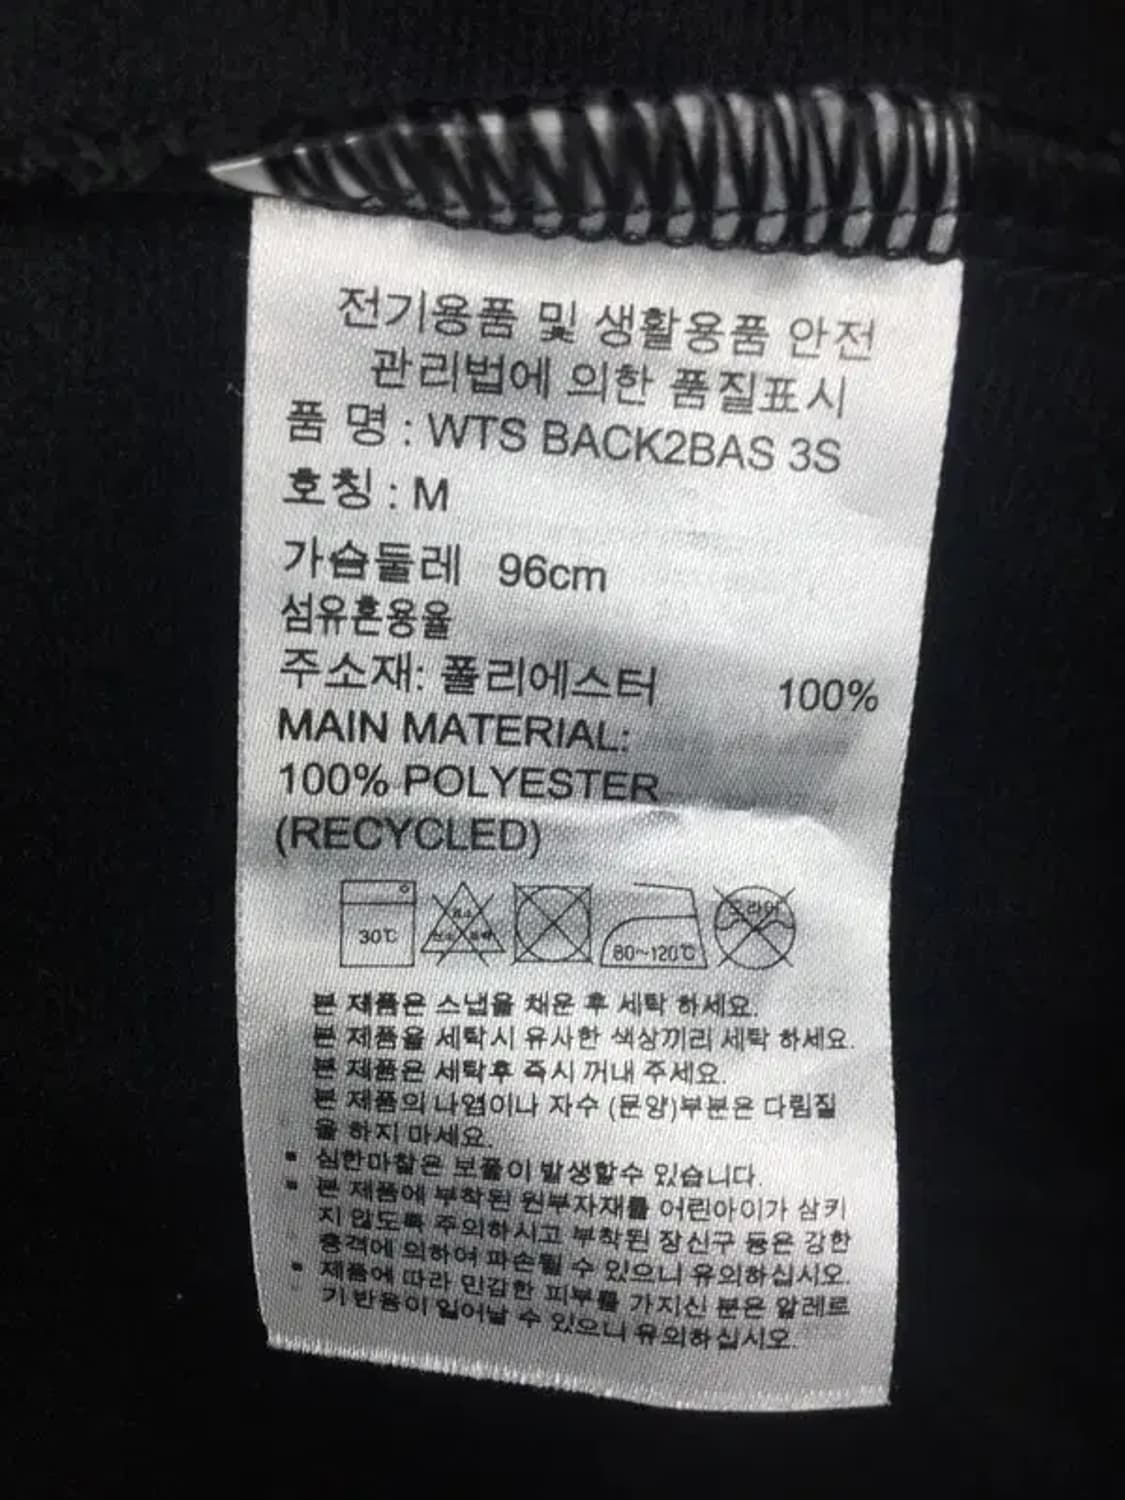 전기용품 및 생활용품 안전
관리법에 의한 품질표시
품 명 : WTS BACK2BAS 3S
호칭 : M
가슴둘레 96cm
섬유혼용율
주소재: 폴리에스터 100%
MAIN MATERIAL:
100% POLYESTER
(RECYCLED)
30℃
80~120℃
드라이
본 제품은 스냅을 채운 후 세탁 하세요.
본 제품을 세탁시 유사한 색상끼리 세탁 하세요.
본 제품은 세탁후 즉시 꺼내 주세요.
본 제품의 나염이나 자수 (문양)부분은 다림질
을 하지 마세요.
▪ 심한마찰은 보풀이 발생할수 있습니다.
▪ 본 제품에 부착된 원부자재를 어린아이가 삼키
지 않도록 주의하시고 부착된 장신구 등은 강한
충격에 의하여 파손될 수 있으니 유의하십시오.
▪ 제품에 따라 민감한 피부를 가지신 분은 알레르
기 반응이 일어날 수 있으니 유의하십시오.